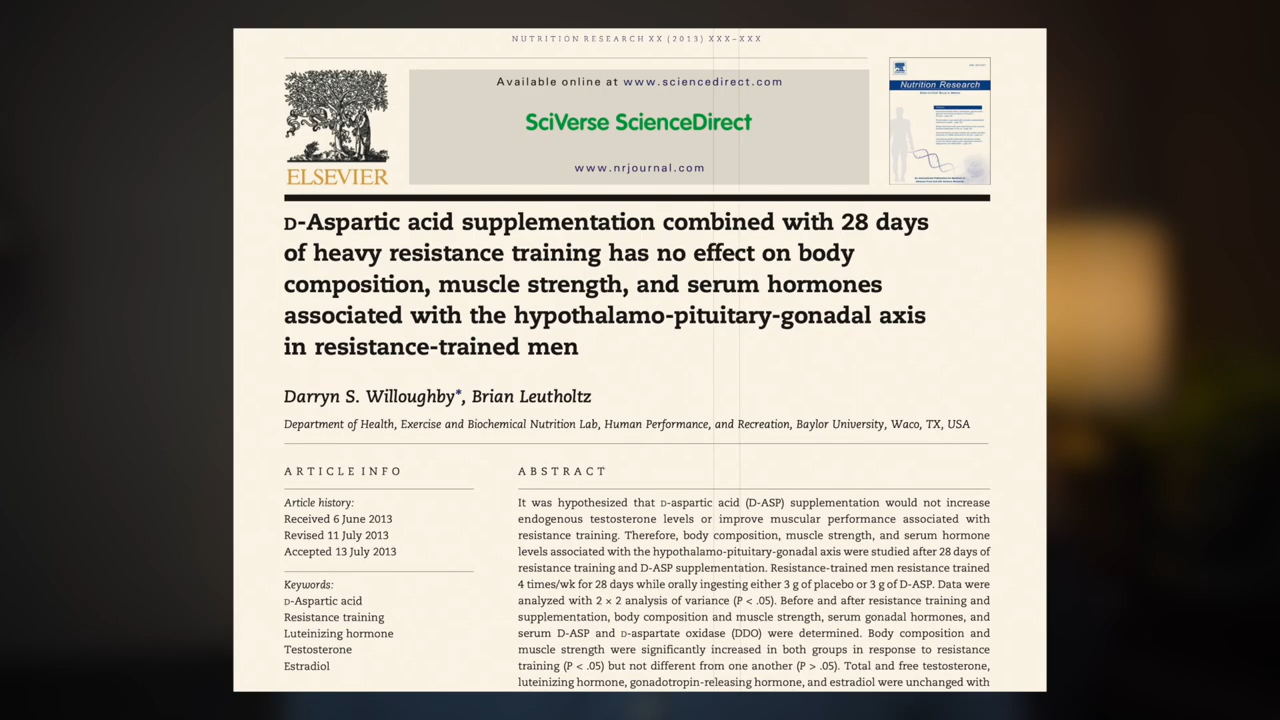 NUTRITION RESEARCH XX (2013) XXX–XXX
ELSEVIER
Available online at www.sciencedirect.com
SciVerse ScienceDirect
www.nrjournal.com
Nutrition Research
D-Aspartic acid supplementation combined with 28 days
of heavy resistance training has no effect on body
composition, muscle strength, and serum hormones
associated with the hypothalamo-pituitary-gonadal axis
in resistance-trained men
Darryn S. Willoughby*, Brian Leutholtz
Department of Health, Exercise and Biochemical Nutrition Lab, Human Performance, and Recreation, Baylor University, Waco, TX, USA
ARTICLE INFO
Article history:
Received 6 June 2013
Revised 11 July 2013
Accepted 13 July 2013
Keywords:
D-Aspartic acid
Resistance training
Luteinizing hormone
Testosterone
Estradiol
ABSTRACT
It was hypothesized that D-aspartic acid (D-ASP) supplementation would not increase
endogenous testosterone levels or improve muscular performance associated with
resistance training. Therefore, body composition, muscle strength, and serum hormone
levels associated with the hypothalamo-pituitary-gonadal axis were studied after 28 days of
resistance training and D-ASP supplementation. Resistance-trained men resistance trained
4 times/wk for 28 days while orally ingesting either 3 g of placebo or 3 g of D-ASP. Data were
analyzed with 2 × 2 analysis of variance (P < .05). Before and after resistance training and
supplementation, body composition and muscle strength, serum gonadal hormones, and
serum D-ASP and D-aspartate oxidase (DDO) were determined. Body composition and
muscle strength were significantly increased in both groups in response to resistance
training (P < .05) but not different from one another (P > .05). Total and free testosterone,
luteinizing hormone, gonadotropin-releasing hormone, and estradiol were unchanged with